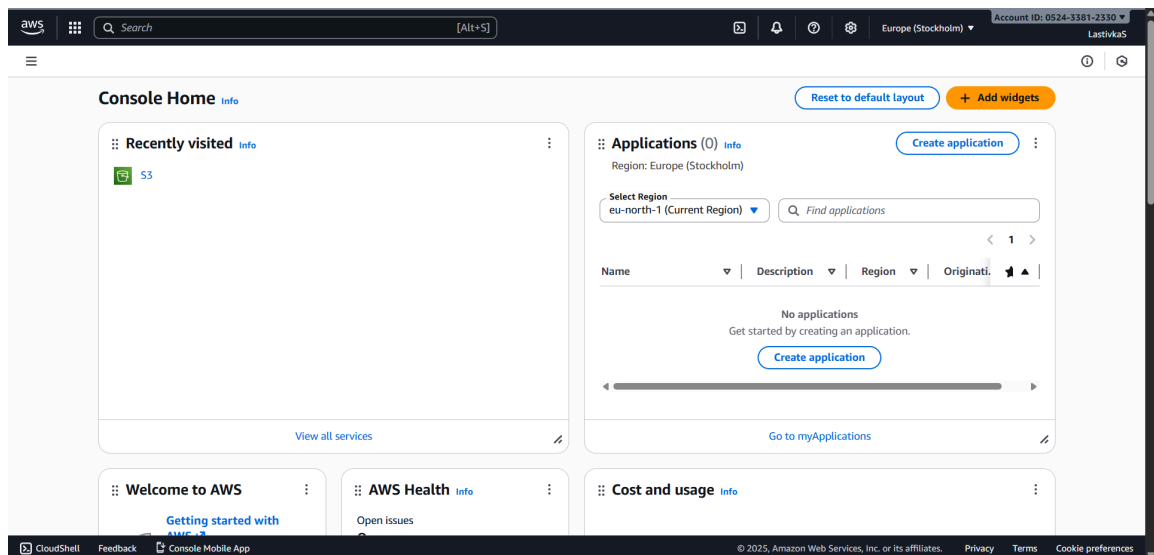 aws
Search [Alt+S]
Europe (Stockholm) ▼
Account ID: 0524-3381-2330 ▼
LastivkaS
Console Home Info
Reset to default layout
+ Add widgets
Recently visited Info
S3
View all services
Applications (0) Info
Create application
Region: Europe (Stockholm)
Select Region
eu-north-1 (Current Region)
Find applications
1
Name Description Region Originati.
No applications
Get started by creating an application.
Create application
Go to myApplications
Welcome to AWS
Getting started with
AWS
AWS Health Info
Open issues
Cost and usage Info
CloudShell Feedback Console Mobile App © 2025, Amazon Web Services, Inc. or its affiliates. Privacy Terms Cookie preferences